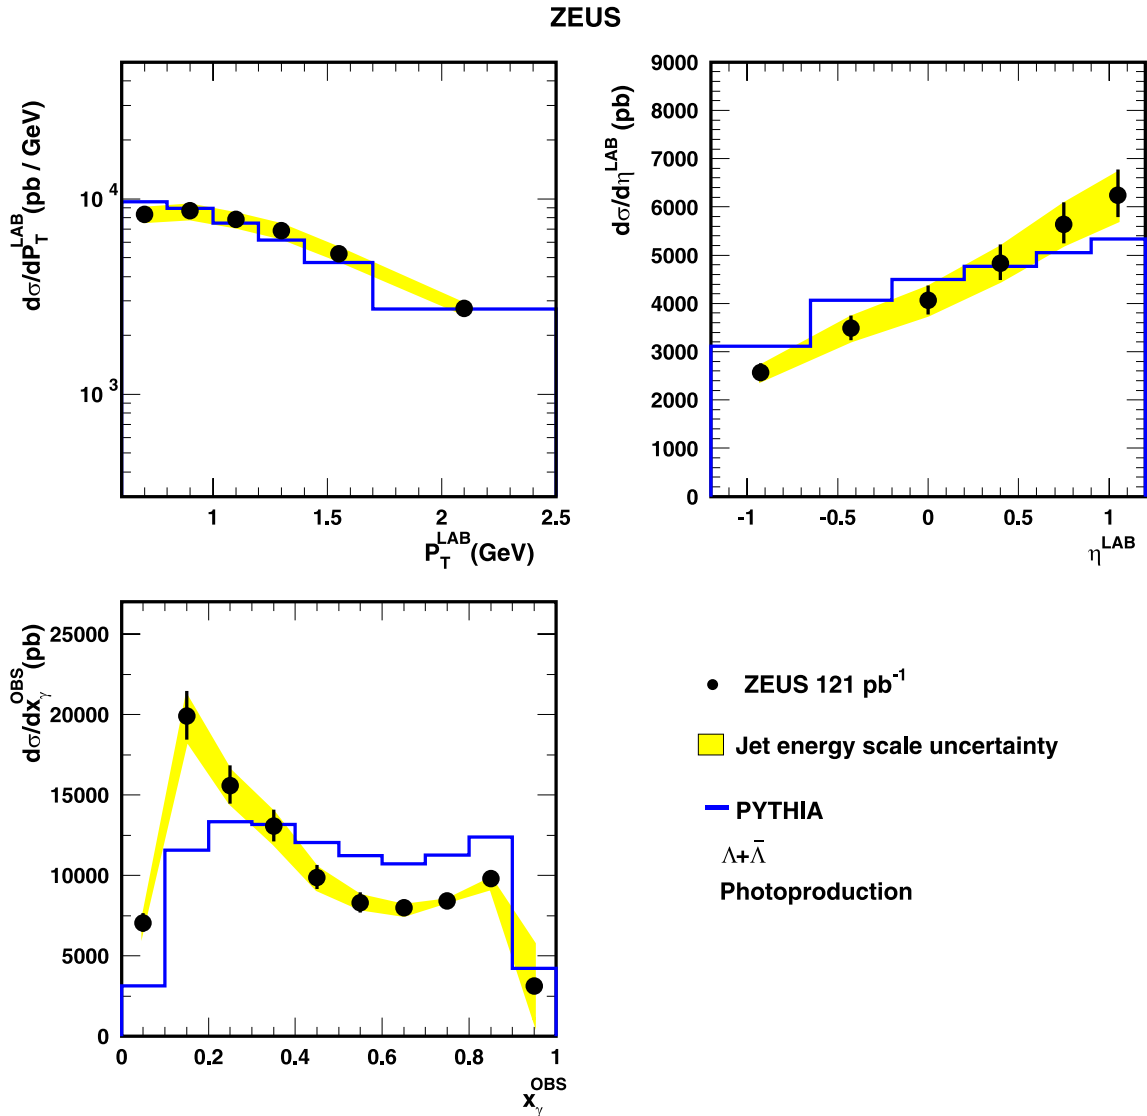 ZEUS
dσ/dP_T^LAB (pb / GeV)
10^4
10^3
1 1.5 2 2.5
P_T^LAB (GeV)
dσ/dη^LAB (pb)
9000
8000
7000
6000
5000
4000
3000
2000
1000
0
-1 -0.5 0 0.5 1
η^LAB
dσ/dx_γ^OBS (pb)
25000
20000
15000
10000
5000
0
0 0.2 0.4 0.6 0.8 1
x_γ^OBS
ZEUS 121 pb^-1
Jet energy scale uncertainty
PYTHIA
Λ+Λ̄
Photoproduction